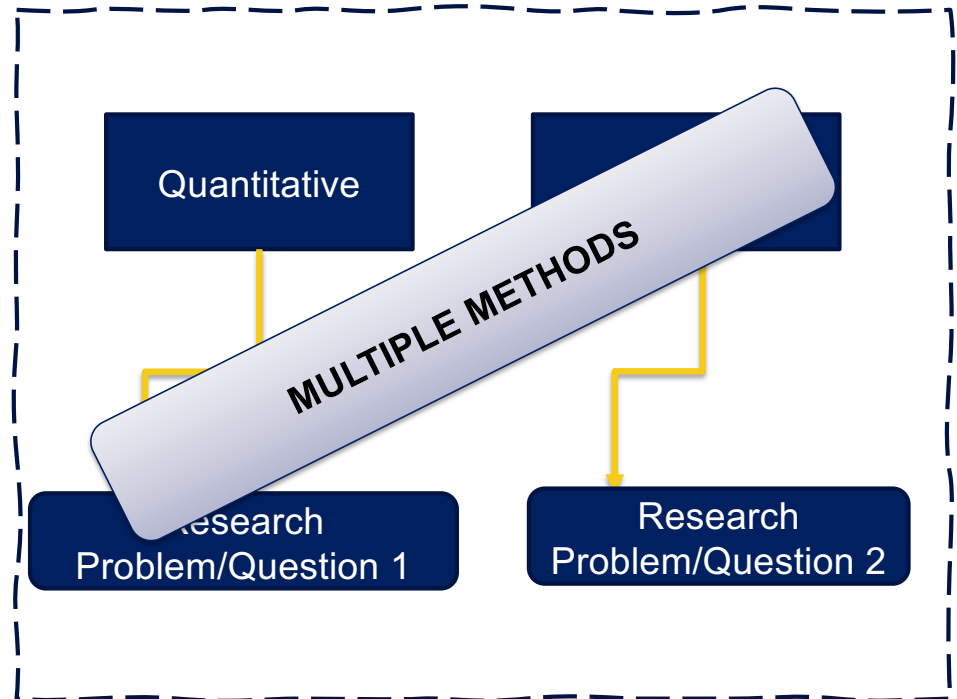 Quantitative
MULTIPLE METHODS
Research
Problem/Question 1
Research
Problem/Question 2